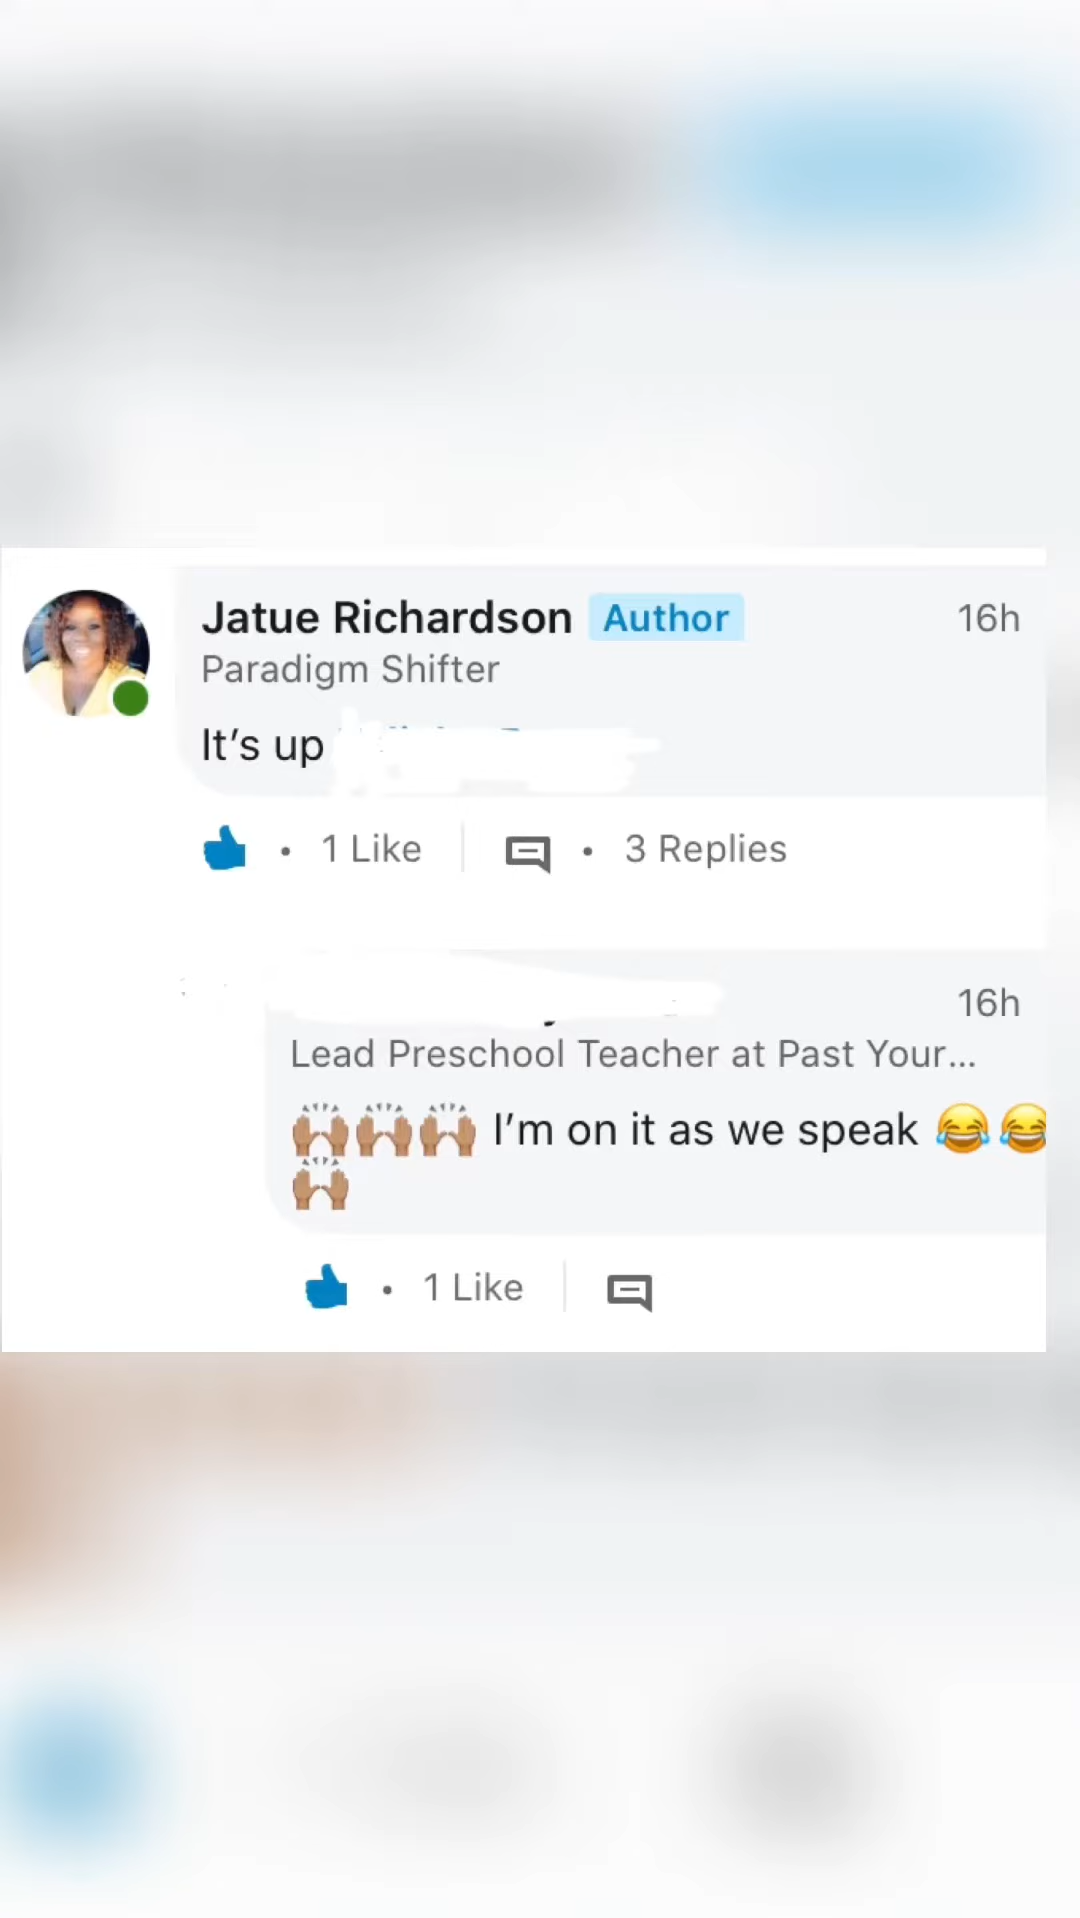 Jatue Richardson Author 16h
Paradigm Shifter
It's up
1 Like 3 Replies
16h
Lead Preschool Teacher at Past Your...
🙌🏽🙌🏽🙌🏽 I'm on it as we speak 😂😂
🙌🏽
1 Like